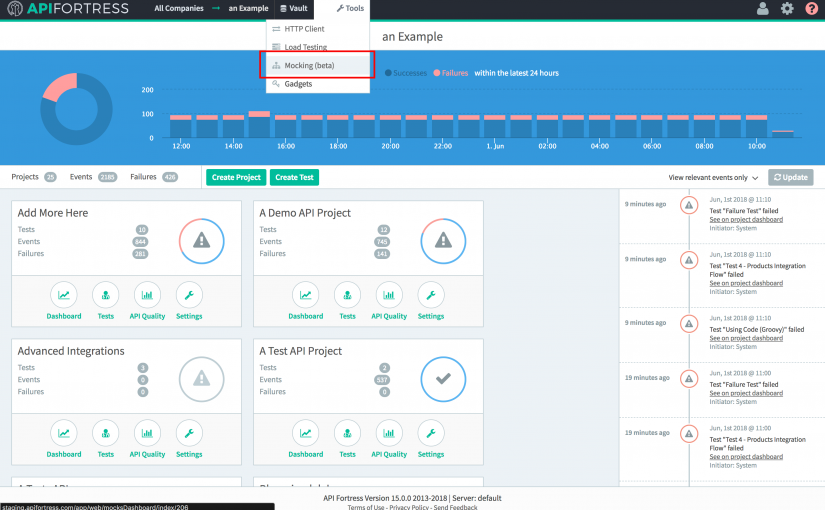 APIFORTRESS All Companies → an Example Vault Tools
HTTP Client
Load Testing
Mocking (beta)
Gadgets
an Example
Successes Failures within the latest 24 hours
200
100
0
12:00 14:00 16:00 18:00 20:00 22:00 1. Jun 02:00 04:00 06:00 08:00 10:00
Projects 25 Events 2185 Failures 426 Create Project Create Test View relevant events only Update
Add More Here
Tests 10
Events 844
Failures 281
Dashboard Tests API Quality Settings
A Demo API Project
Tests 12
Events 745
Failures 141
Dashboard Tests API Quality Settings
Advanced Integrations
Tests 3
Events 0
Failures 0
Dashboard Tests API Quality Settings
A Test API Project
Tests 2
Events 537
Failures 0
Dashboard Tests API Quality Settings
9 minutes ago
Jun, 1st 2018 @ 11:10
Test "Failure Test" failed
See on project dashboard
Initiator: System
9 minutes ago
Jun, 1st 2018 @ 11:10
Test "Test 4 - Products Integration
Flow" failed
See on project dashboard
Initiator: System
9 minutes ago
Jun, 1st 2018 @ 11:10
Test "Using Code (Groovy)" failed
See on project dashboard
Initiator: System
19 minutes ago
Jun, 1st 2018 @ 11:00
Test "Failure Test" failed
See on project dashboard
Initiator: System
19 minutes ago
Jun, 1st 2018 @ 11:00
Test "Test 4 - Products Integration
Flow" failed
See on project dashboard
Initiator: System
API Fortress Version 15.0.0 2013-2018 | Server: default
Terms of Use - Privacy Policy - Send Feedback
staging.apifortress.com/app/web/mocksDashboard/index/206